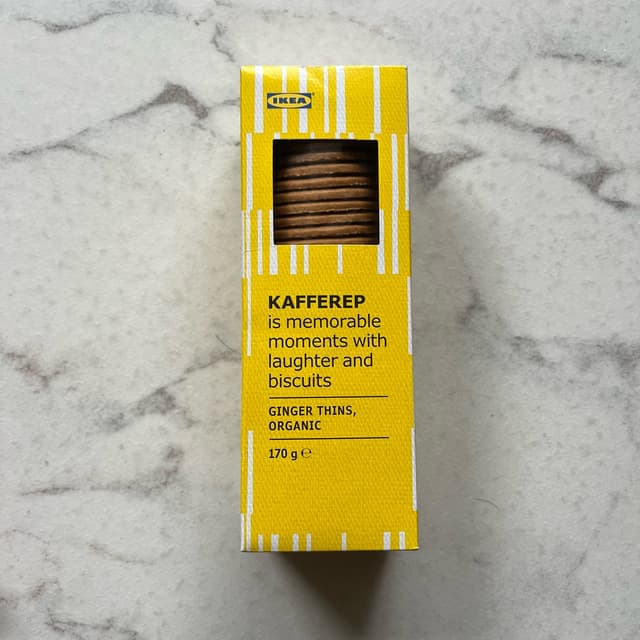 IKEA
KAFFEREP
is memorable
moments with
laughter and
biscuits
GINGER THINS,
ORGANIC
170 g ℮